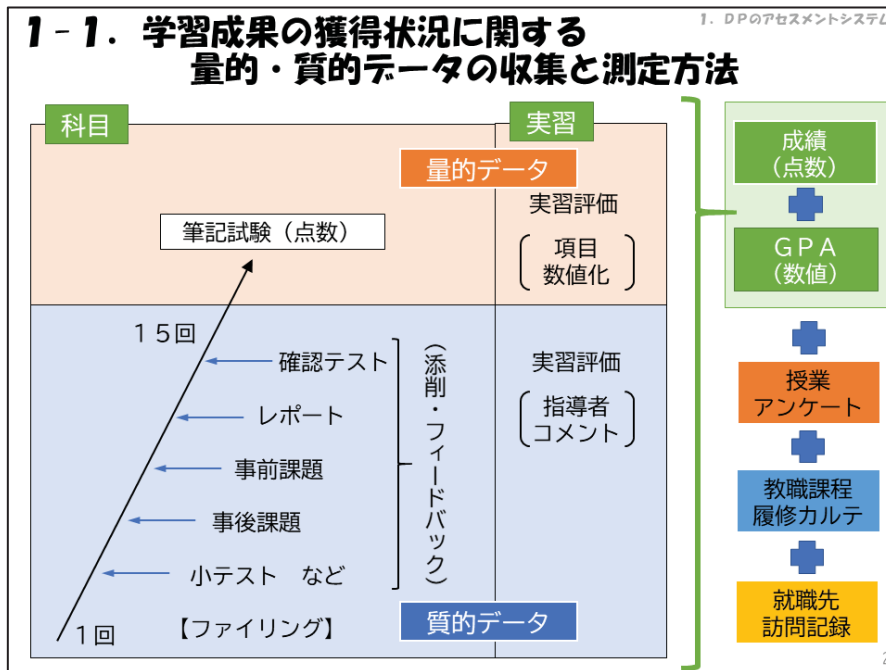 1．DPのアセスメントシステム
1-1．学習成果の獲得状況に関する
量的・質的データの収集と測定方法
科目
実習
量的データ
筆記試験（点数）
実習評価
項目
数値化
15回
確認テスト
レポート
事前課題
事後課題
小テスト　など
（添削・フィードバック）
実習評価
指導者
コメント
1回
【ファイリング】
質的データ
成績
（点数）
GPA
（数値）
授業
アンケート
教職課程
履修カルテ
就職先
訪問記録